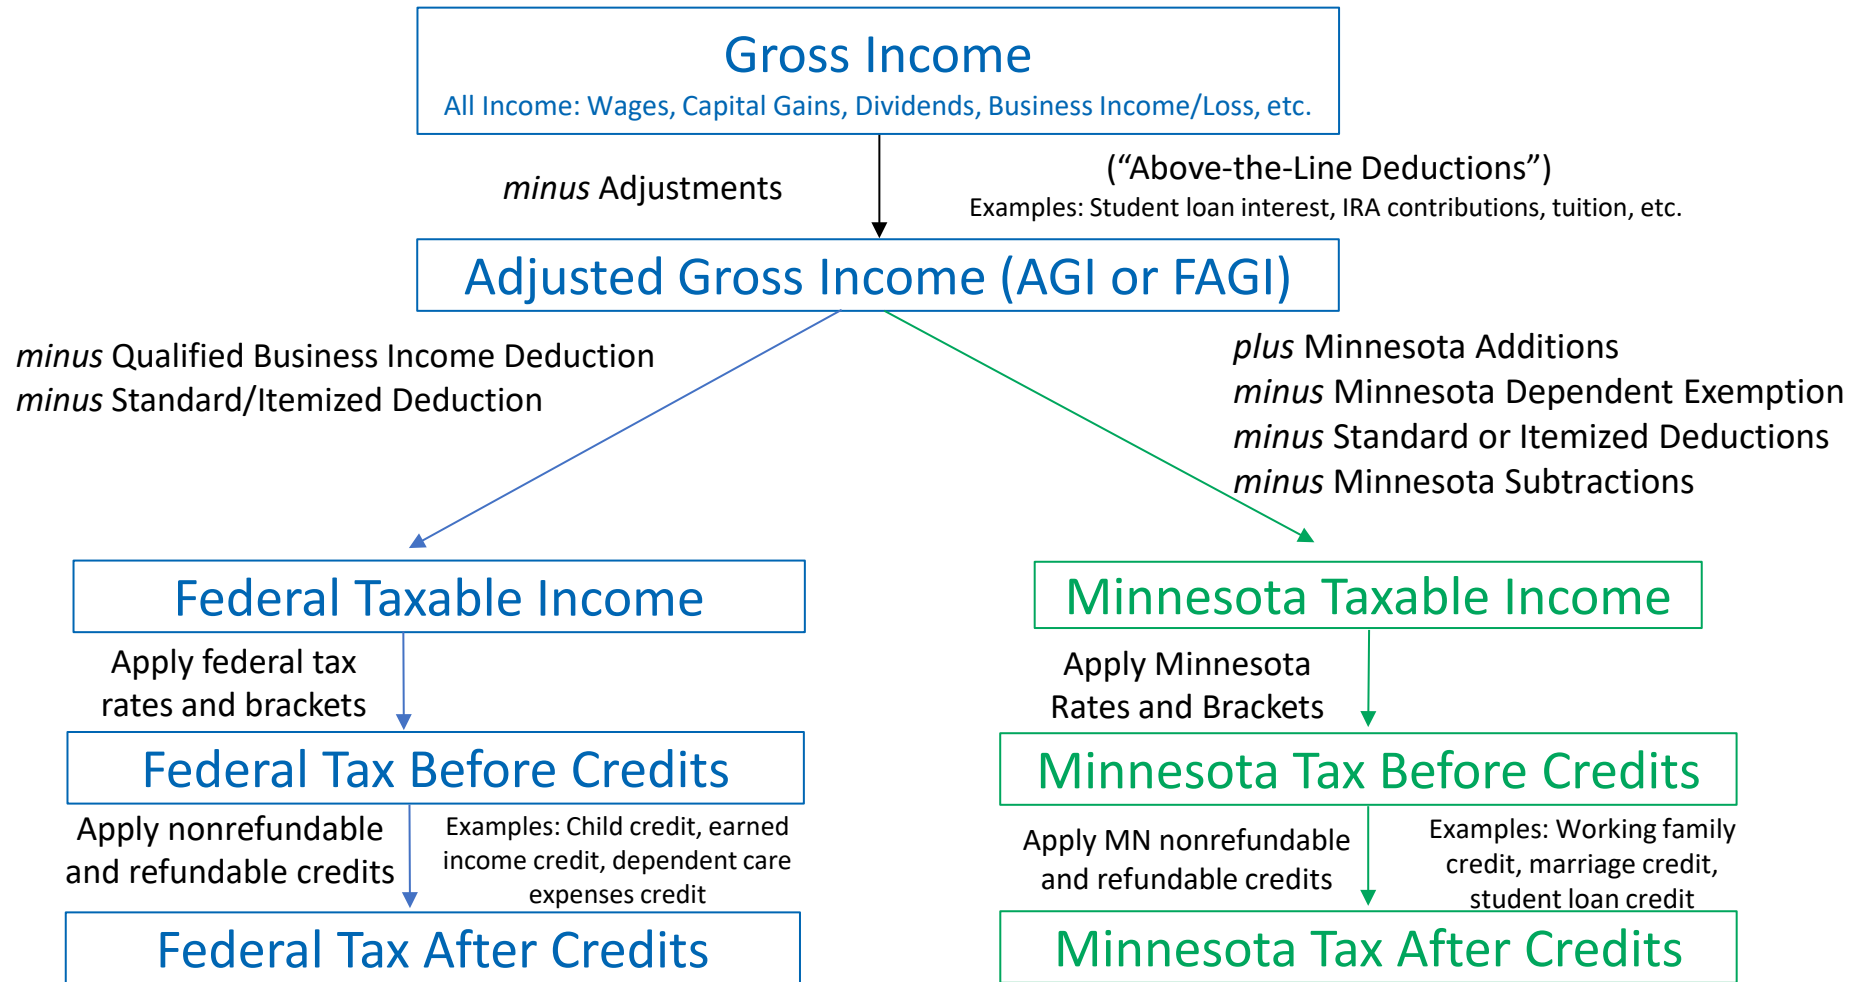 Gross Income
All Income: Wages, Capital Gains, Dividends, Business Income/Loss, etc.
minus Adjustments
(“Above-the-Line Deductions”)
Examples: Student loan interest, IRA contributions, tuition, etc.
Adjusted Gross Income (AGI or FAGI)
minus Qualified Business Income Deduction
minus Standard/Itemized Deduction
plus Minnesota Additions
minus Minnesota Dependent Exemption
minus Standard or Itemized Deductions
minus Minnesota Subtractions
Federal Taxable Income
Apply federal tax
rates and brackets
Federal Tax Before Credits
Apply nonrefundable
and refundable credits
Examples: Child credit, earned
income credit, dependent care
expenses credit
Federal Tax After Credits
Minnesota Taxable Income
Apply Minnesota
Rates and Brackets
Minnesota Tax Before Credits
Apply MN nonrefundable
and refundable credits
Examples: Working family
credit, marriage credit,
student loan credit
Minnesota Tax After Credits